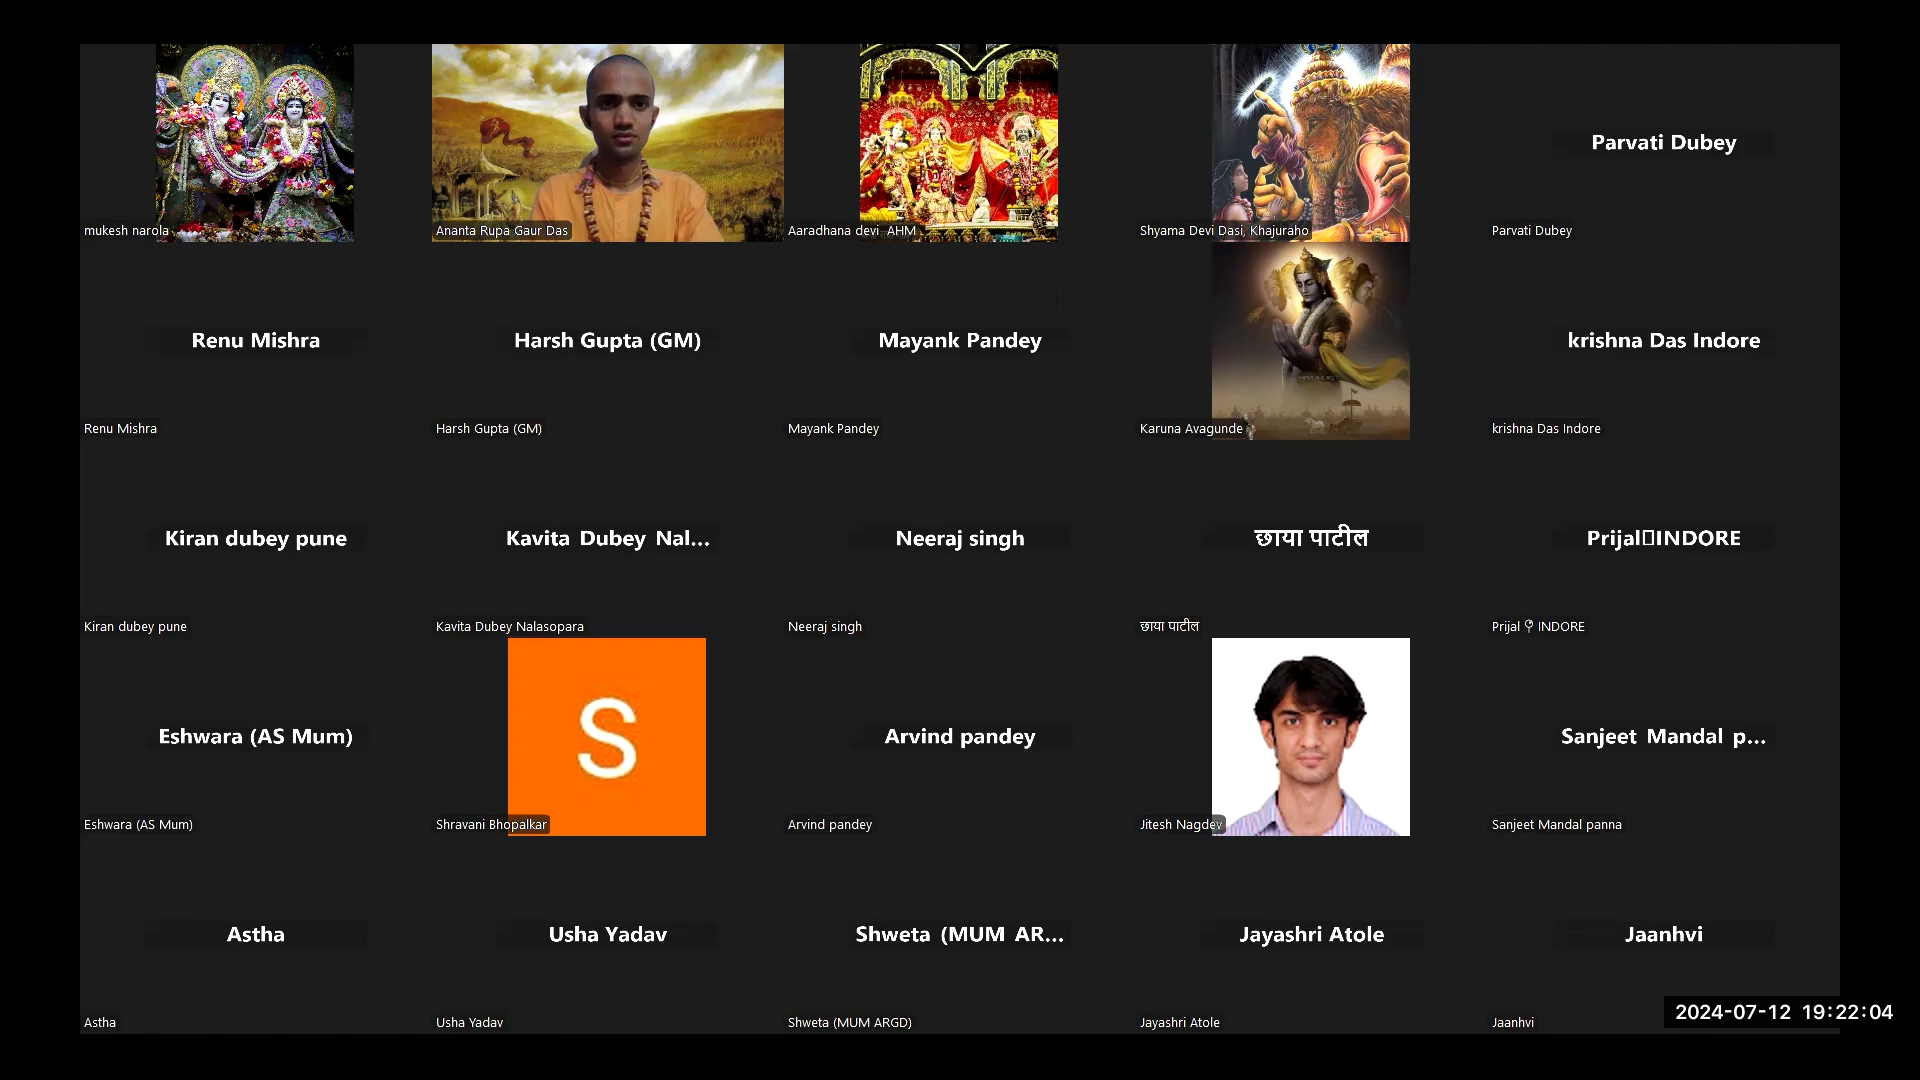 mukesh narola
Ananta Rupa Gaur Das
Aaradhana devi AHM
Shyama Devi Dasi, Khajuraho
Parvati Dubey
Parvati Dubey
Renu Mishra
Renu Mishra
Harsh Gupta (GM)
Harsh Gupta (GM)
Mayank Pandey
Mayank Pandey
Karuna Avagunde
krishna Das Indore
krishna Das Indore
Kiran dubey pune
Kiran dubey pune
Kavita Dubey Nal...
Kavita Dubey Nalasopara
Neeraj singh
Neeraj singh
छाया पाटील
छाया पाटील
Prijal▯INDORE
Prijal ⚲ INDORE
Eshwara (AS Mum)
Eshwara (AS Mum)
S
Shravani Bhopalkar
Arvind pandey
Arvind pandey
Jitesh Nagdev
Sanjeet Mandal p...
Sanjeet Mandal panna
Astha
Astha
Usha Yadav
Usha Yadav
Shweta (MUM AR...
Shweta (MUM ARGD)
Jayashri Atole
Jayashri Atole
Jaanhvi
Jaanhvi
2024-07-12 19:22:04